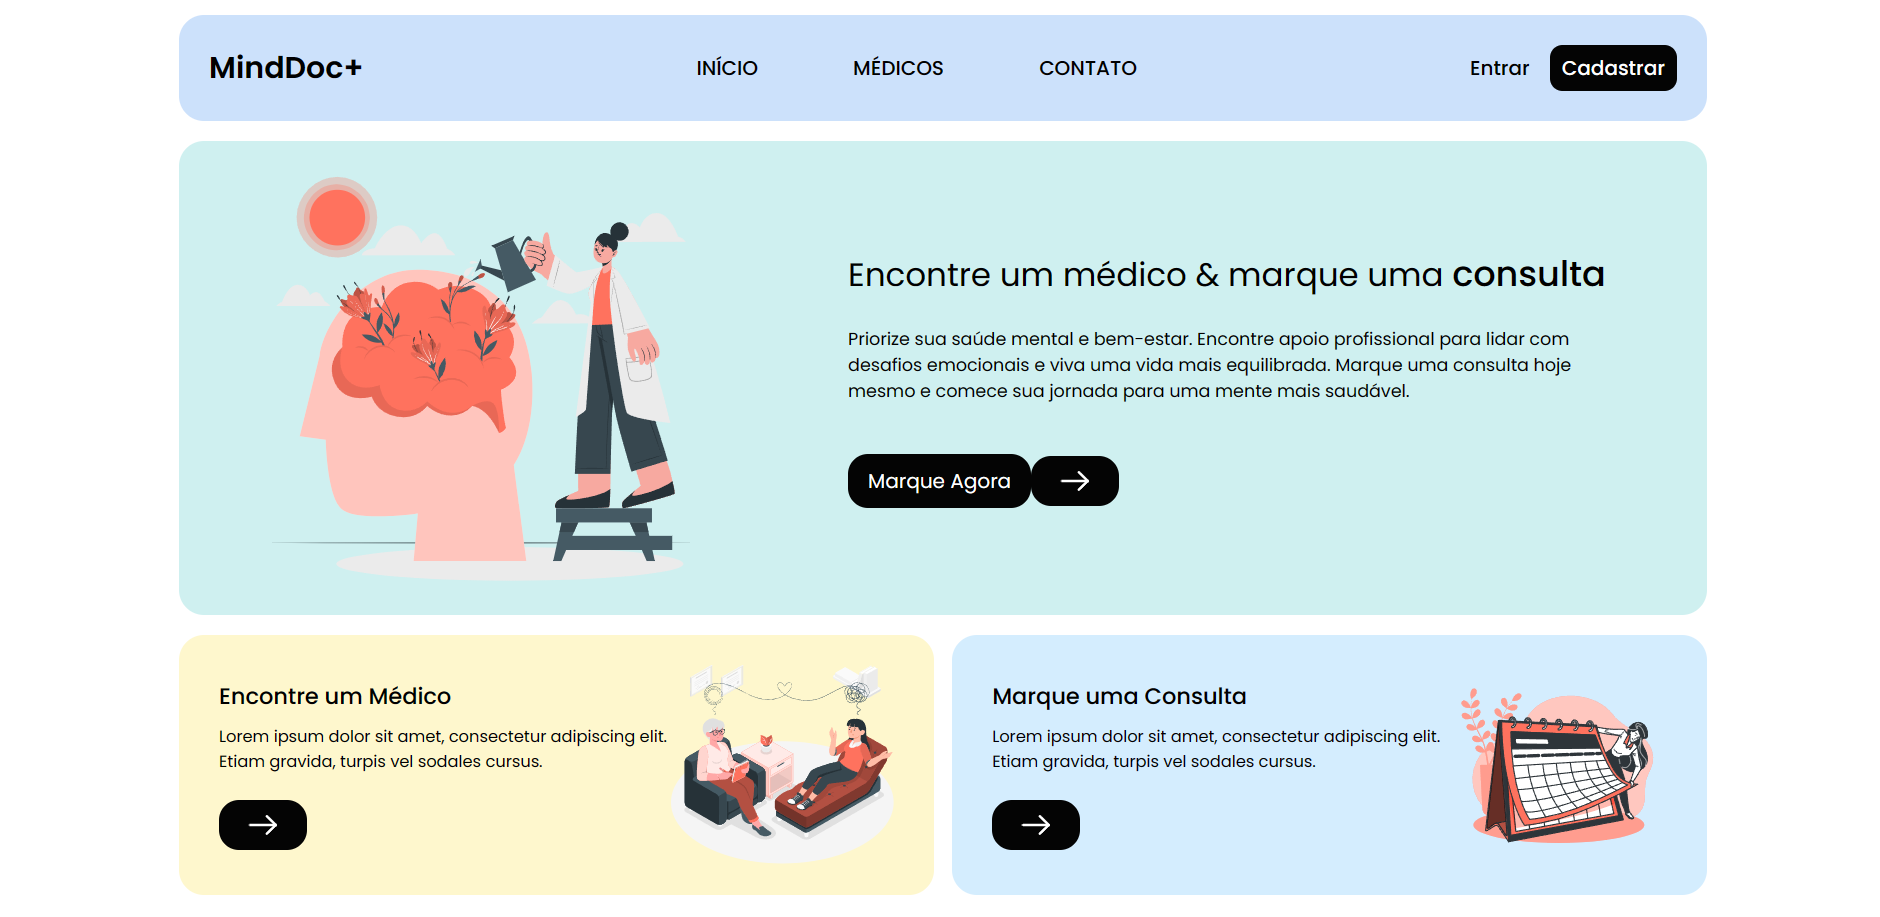 MindDoc+
INÍCIO
MÉDICOS
CONTATO
Entrar
Cadastrar
Encontre um médico & marque uma consulta
Priorize sua saúde mental e bem-estar. Encontre apoio profissional para lidar com
desafios emocionais e viva uma vida mais equilibrada. Marque uma consulta hoje
mesmo e comece sua jornada para uma mente mais saudável.
Marque Agora
Encontre um Médico
Lorem ipsum dolor sit amet, consectetur adipiscing elit.
Etiam gravida, turpis vel sodales cursus.
Marque uma Consulta
Lorem ipsum dolor sit amet, consectetur adipiscing elit.
Etiam gravida, turpis vel sodales cursus.